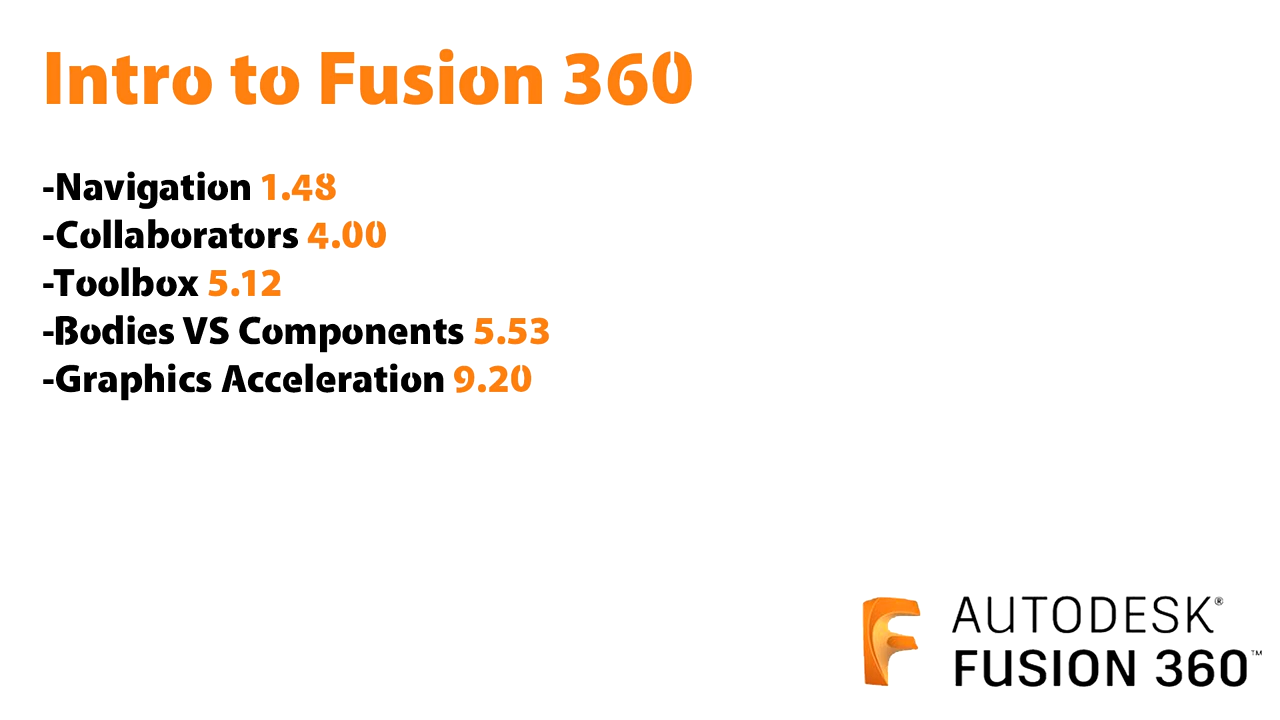 Intro to Fusion 360
-Navigation 1.48
-Collaborators 4.00
-Toolbox 5.12
-Bodies VS Components 5.53
-Graphics Acceleration 9.20
AUTODESK®
FUSION 360™